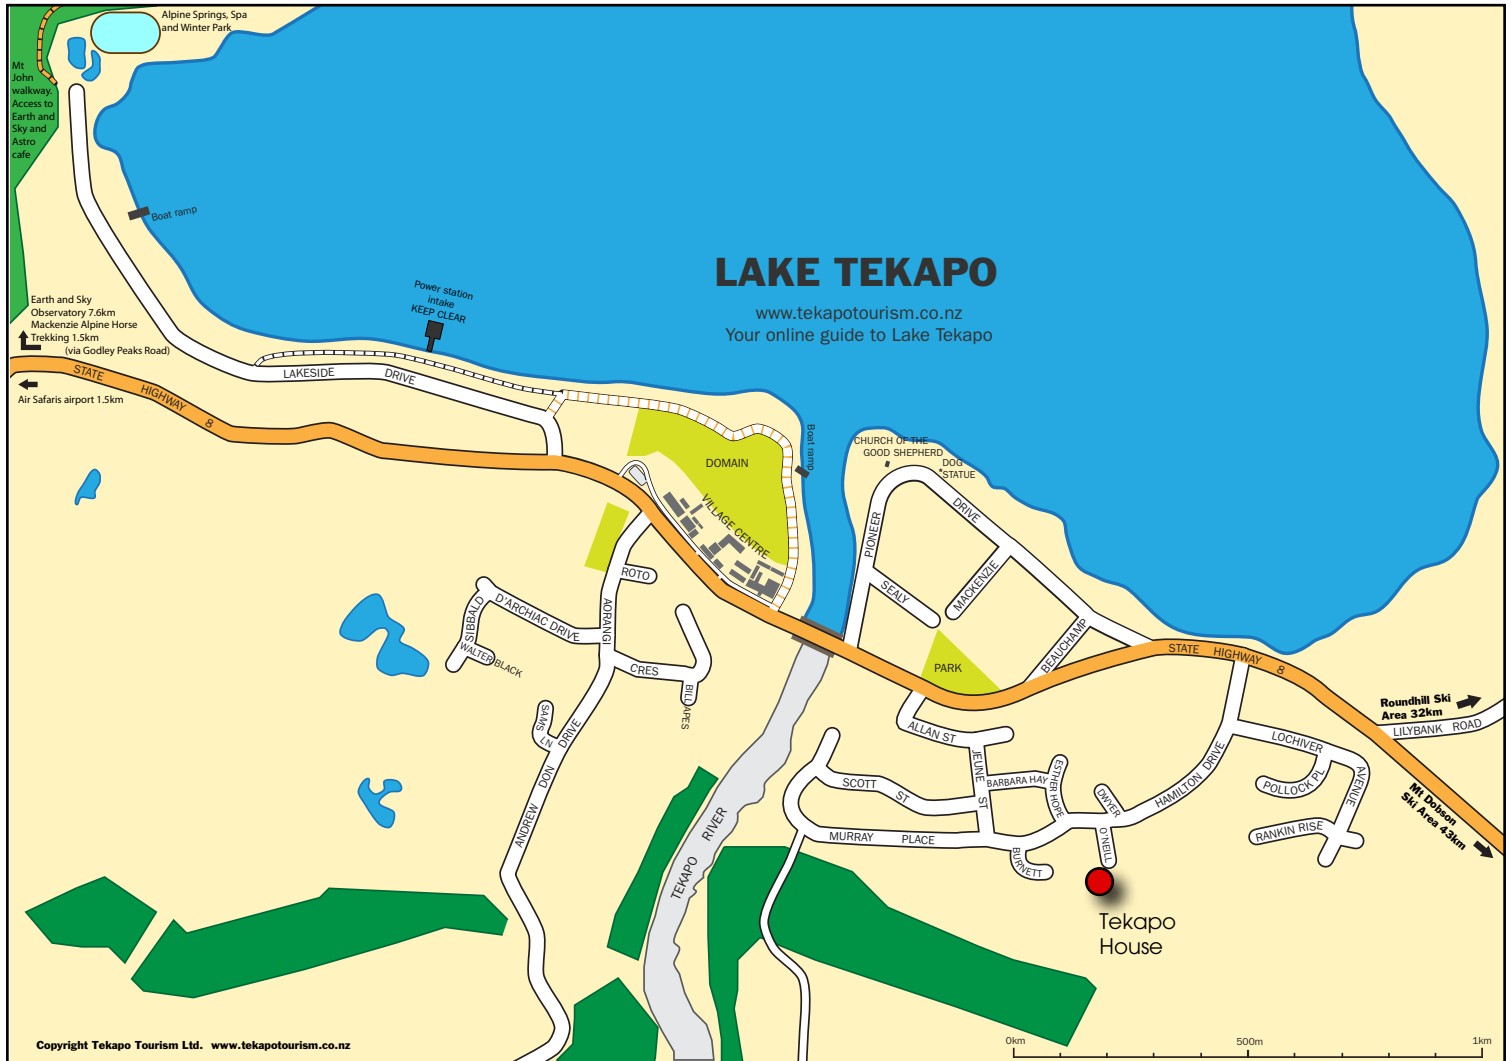 Alpine Springs, Spa
and Winter Park
Mt
John
walkway.
Access to
Earth and
Sky and
Astro
cafe
Boat ramp
Power station
intake
KEEP CLEAR
LAKE TEKAPO
www.tekapotourism.co.nz
Your online guide to Lake Tekapo
Earth and Sky
Observatory 7.6km
Mackenzie Alpine Horse
Trekking 1.5km
(via Godley Peaks Road)
STATE HIGHWAY 8
Air Safaris airport 1.5km
LAKESIDE DRIVE
DOMAIN
Boat ramp
VILLAGE CENTRE
CHURCH OF THE
GOOD SHEPHERD
DOG
STATUE
PIONEER DRIVE
SEALY
MACKENZIE
BEAUCHAMP
PARK
STATE HIGHWAY 8
ROTO
AORANGI
CRES
D'ARCHIAC DRIVE
SIBBALD
WALTER BLACK
BILL APES
SAMS LN
ANDREW DON DRIVE
TEKAPO RIVER
ALLAN ST
JEUNE ST
SCOTT ST
BARBARA HAY
ESTHER HOPE
MURRAY PLACE
BURNETT
DWYER
O'NEILL
HAMILTON DRIVE
LOCHIVER AVENUE
POLLOCK PL
RANKIN RISE
Roundhill Ski
Area 32km
LILYBANK ROAD
Mt Dobson
Ski Area 43km
Tekapo
House
Copyright Tekapo Tourism Ltd. www.tekapotourism.co.nz
0km 500m 1km